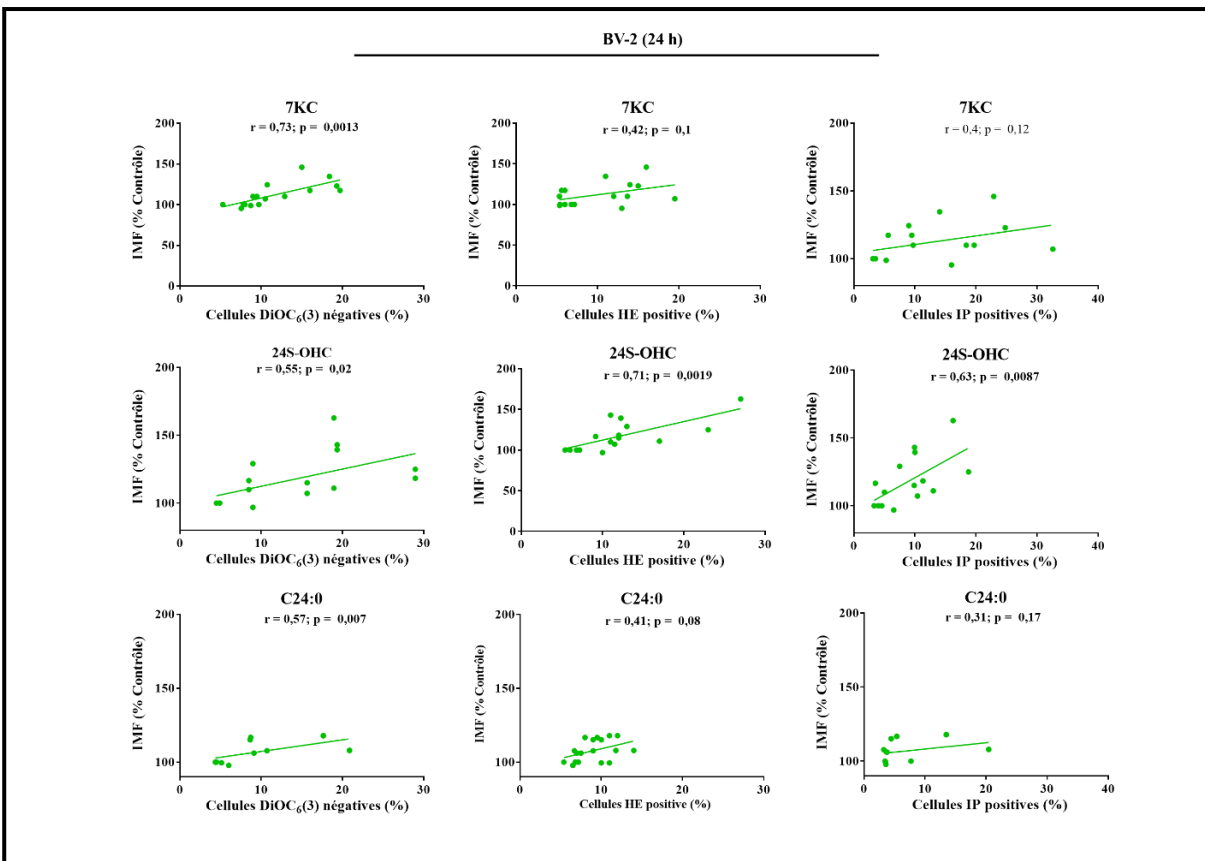 BV-2 (24 h)
7KC
r = 0,73; p = 0,0013
IMF (% Contrôle)
200
150
100
50
0
0 10 20 30
Cellules DiOC6(3) négatives (%)
7KC
r = 0,42; p = 0,1
IMF (% Contrôle)
200
150
100
50
0
0 10 20 30
Cellules HE positive (%)
7KC
r = 0,4; p = 0,12
IMF (% Contrôle)
200
150
100
0 10 20 30 40
Cellules IP positives (%)
24S-OHC
r = 0,55; p = 0,02
IMF (% Contrôle)
200
150
100
0 10 20 30
Cellules DiOC6(3) négatives (%)
24S-OHC
r = 0,71; p = 0,0019
IMF (% Contrôle)
200
150
100
50
0
0 10 20 30
Cellules HE positive (%)
24S-OHC
r = 0,63; p = 0,0087
IMF (% Contrôle)
200
150
100
0 10 20 30 40
Cellules IP positives (%)
C24:0
r = 0,57; p = 0,007
IMF (% Contrôle)
200
150
100
0 10 20 30
Cellules DiOC6(3) négatives (%)
C24:0
r = 0,41; p = 0,08
IMF (% Contrôle)
200
150
100
0 10 20 30
Cellules HE positive (%)
C24:0
r = 0,31; p = 0,17
IMF (% Contrôle)
200
150
100
0 10 20 30 40
Cellules IP positives (%)